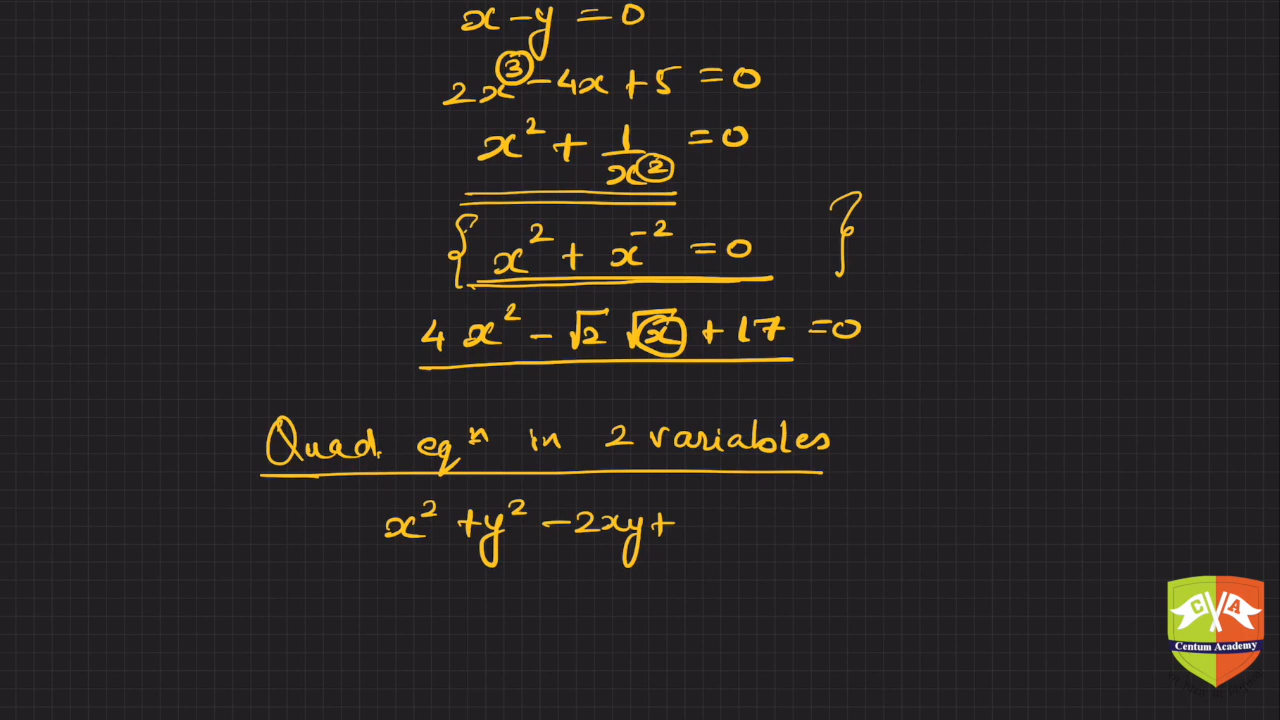 x - y = 0
2x³ - 4x + 5 = 0
x² + 1/x² = 0
{ x² + x⁻² = 0 }
4x² - √2 √x + 17 = 0
Quad. eqⁿ in 2 variables
x² + y² - 2xy +
C A
Centum Academy